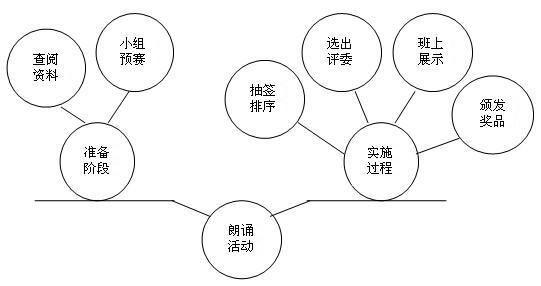 查阅
资料
小组
预赛
准备
阶段
抽签
排序
选出
评委
班上
展示
颁发
奖品
实施
过程
朗诵
活动